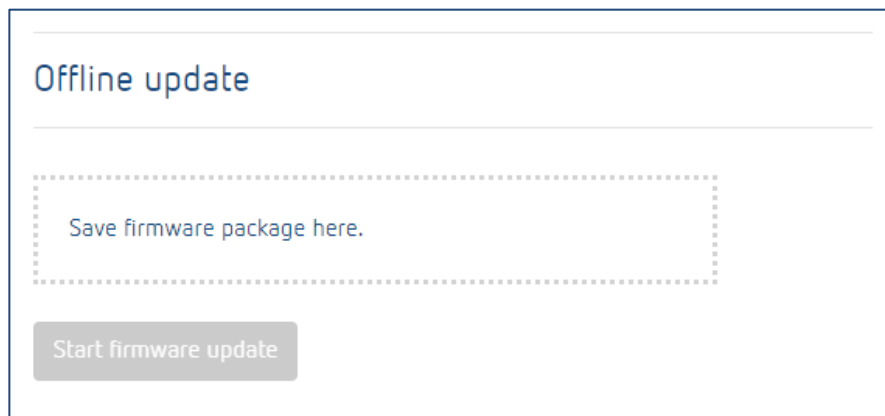 Offline update
Save firmware package here.
Start firmware update